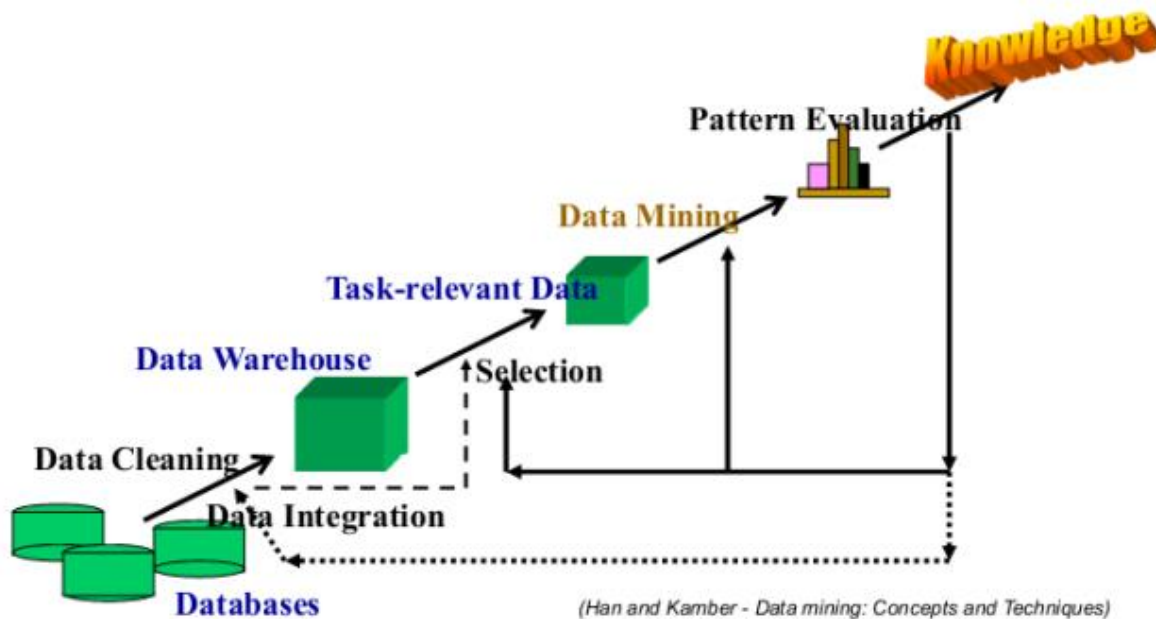 Knowledge
Pattern Evaluation
Data Mining
Task-relevant Data
Data Warehouse
Selection
Data Cleaning
Data Integration
Databases
(Han and Kamber - Data mining: Concepts and Techniques)